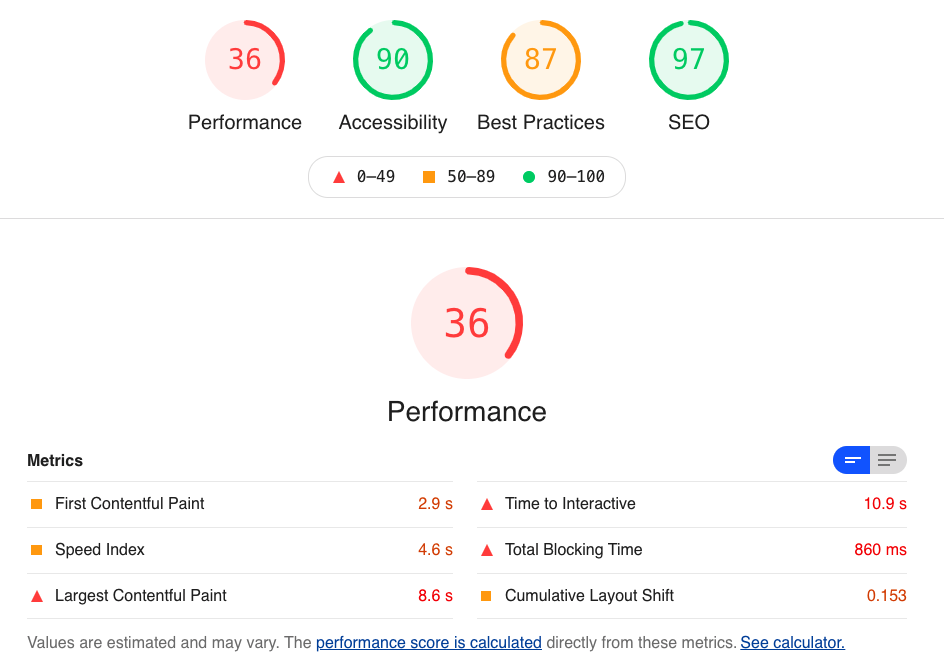 36 90 87 97
Performance Accessibility Best Practices SEO
0–49 50–89 90–100
36
Performance
Metrics
First Contentful Paint 2.9 s Time to Interactive 10.9 s
Speed Index 4.6 s Total Blocking Time 860 ms
Largest Contentful Paint 8.6 s Cumulative Layout Shift 0.153
Values are estimated and may vary. The performance score is calculated directly from these metrics. See calculator.